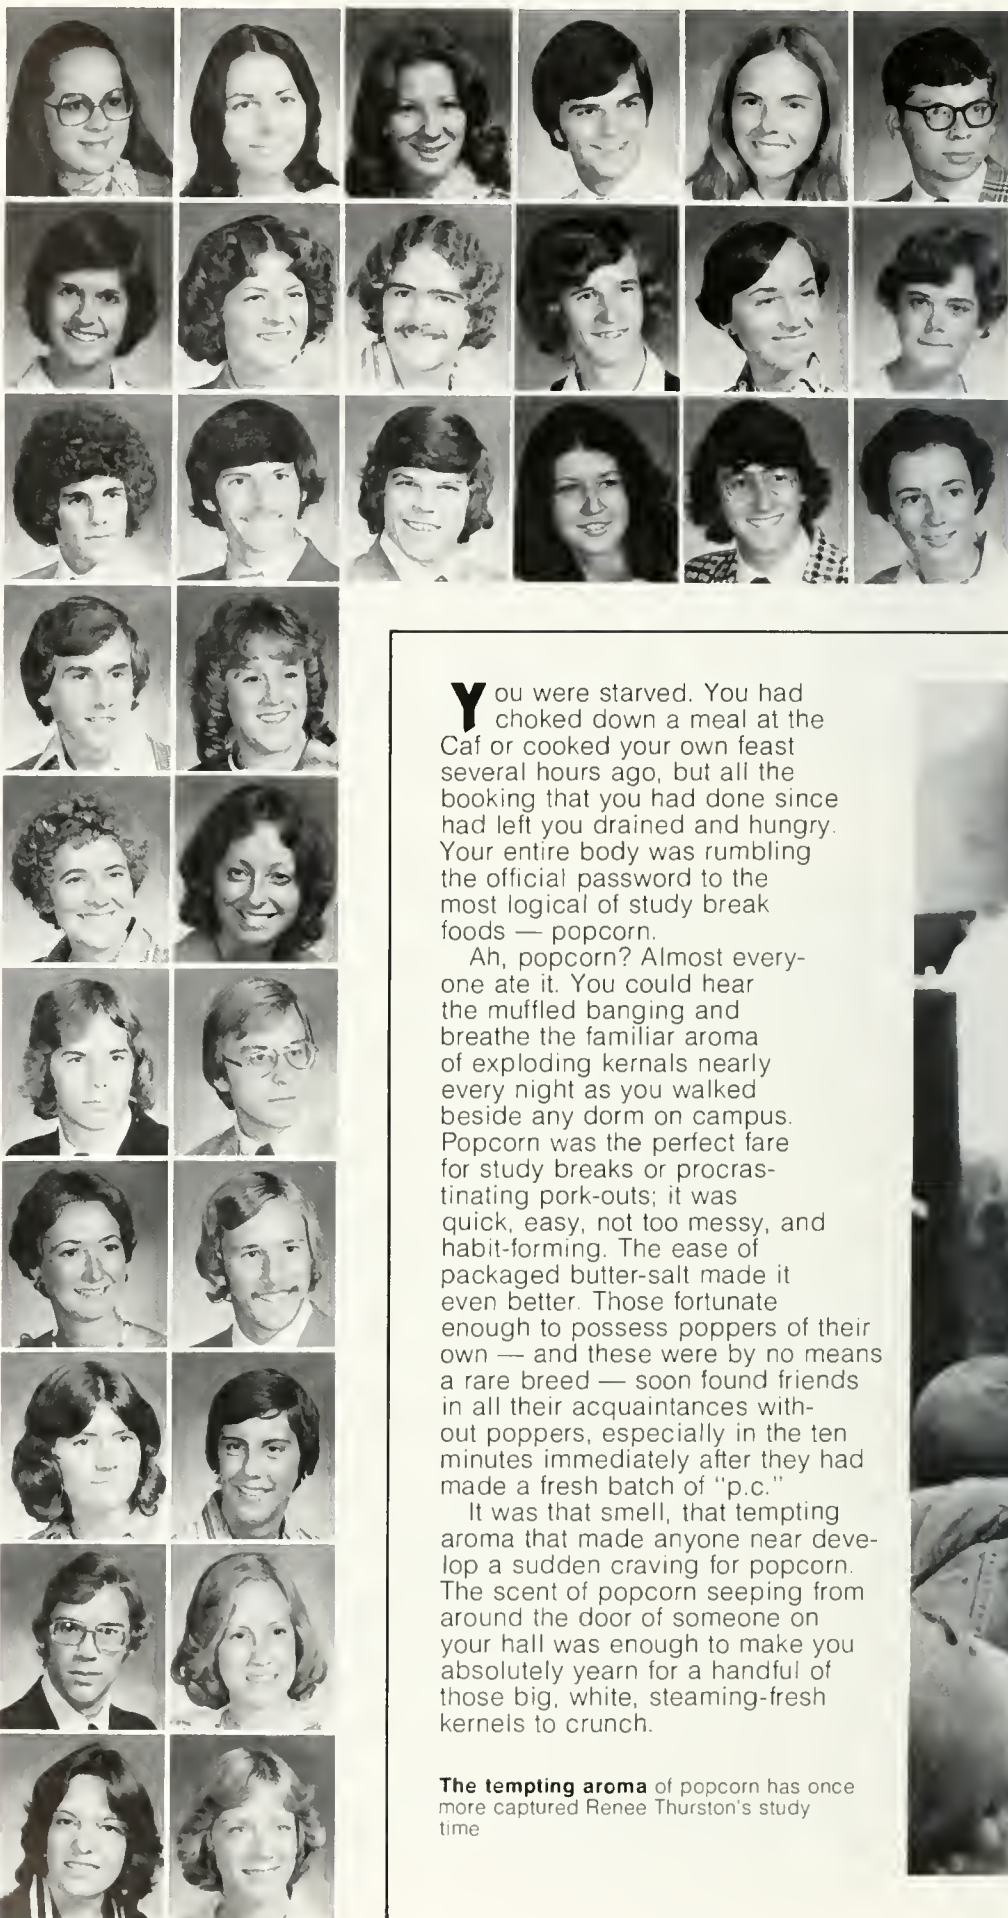 You were starved. You had
choked down a meal at the
Caf or cooked your own feast
several hours ago, but all the
booking that you had done since
had left you drained and hungry.
Your entire body was rumbling
the official password to the
most logical of study break
foods — popcorn.
Ah, popcorn? Almost every-
one ate it. You could hear
the muffled banging and
breathe the familiar aroma
of exploding kernals nearly
every night as you walked
beside any dorm on campus.
Popcorn was the perfect fare
for study breaks or procras-
tinating pork-outs; it was
quick, easy, not too messy, and
habit-forming. The ease of
packaged butter-salt made it
even better. Those fortunate
enough to possess poppers of their
own — and these were by no means
a rare breed — soon found friends
in all their acquaintances with-
out poppers, especially in the ten
minutes immediately after they had
made a fresh batch of "p.c."
It was that smell, that tempting
aroma that made anyone near deve-
lop a sudden craving for popcorn.
The scent of popcorn seeping from
around the door of someone on
your hall was enough to make you
absolutely yearn for a handful of
those big, white, steaming-fresh
kernels to crunch.
The tempting aroma of popcorn has once
more captured Renee Thurston's study
time